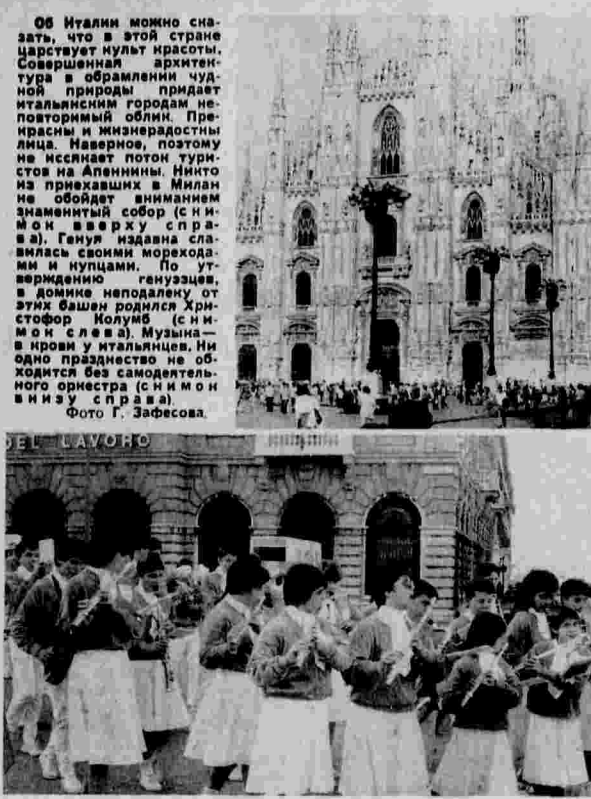 Об Италии можно ска-
зать, что в этой стране
царствует культ красоты.
Совершенная архитек-
тура в обрамлении чуд-
ной природы придает
итальянским городам не-
повторимый облик. Пре-
красны и жизнерадостны
лица. Наверное, поэтому
не иссякает поток тури-
стов на Апеннины. Никто
из приехавших в Милан
не обойдет вниманием
знаменитый собор (сни-
мок вверху спра-
ва). Генуя издавна сла-
вилась своими морехода-
ми и купцами. По ут-
верждению генуэзцев,
в домике неподалеку от
этих башен родился Хри-
стофор Колумб (сни-
мок слева). Музыка—
в крови у итальянцев. Ни
одно празднество не об-
ходится без самодеятель-
ного оркестра (снимок
внизу справа).
Фото Г. Зафесова.
DEL LAVORO